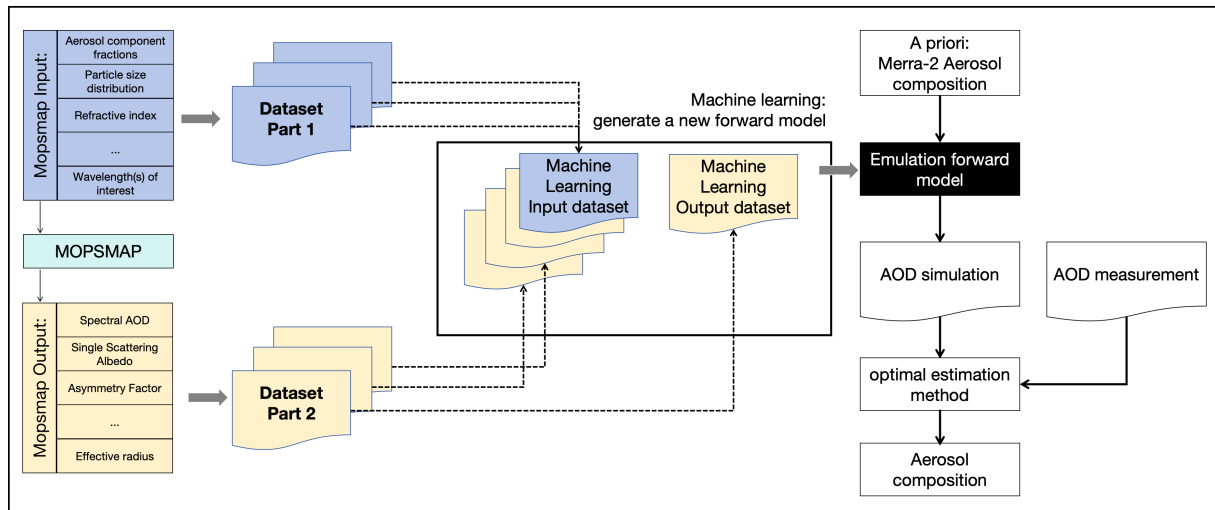 Mopsmap Input:
Aerosol component
fractions
Particle size
distribution
Refractive index
...
Wavelength(s) of
interest
MOPSMAP
Mopsmap Output:
Spectral AOD
Single Scattering
Albedo
Asymmetry Factor
...
Effective radius
Dataset
Part 1
Dataset
Part 2
Machine learning:
generate a new forward model
Machine
Learning
Input dataset
Machine
Learning
Output dataset
A priori:
Merra-2 Aerosol
composition
Emulation forward
model
AOD simulation
AOD measurement
optimal estimation
method
Aerosol
composition